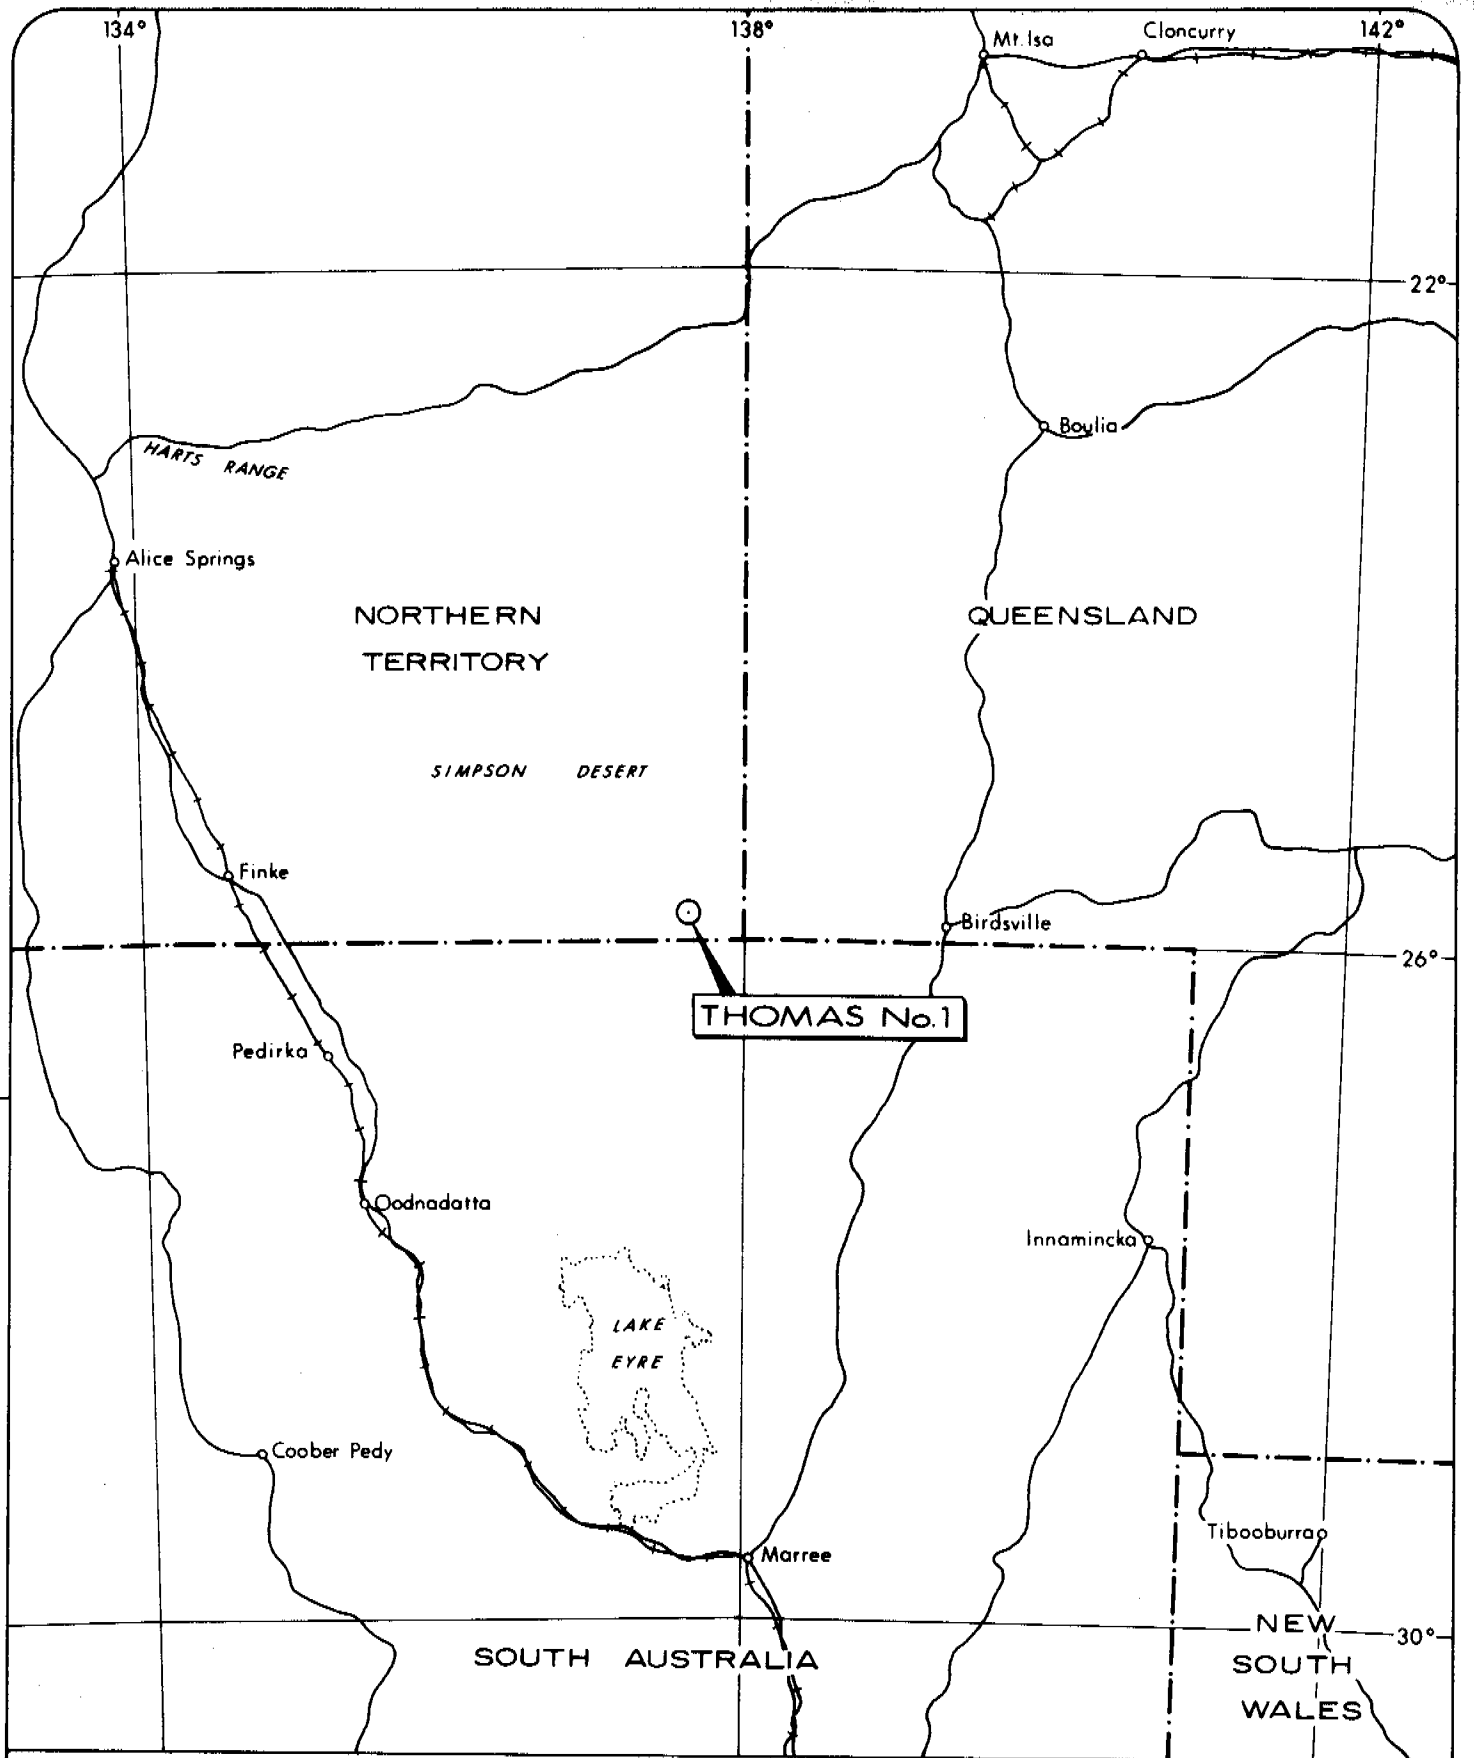 134°
138°
142°
Mt. Isa
Cloncurry
22°
Boulia
HARTS RANGE
Alice Springs
NORTHERN
TERRITORY
QUEENSLAND
SIMPSON DESERT
Finke
Birdsville
26°
THOMAS No.1
Pedirka
Oodnadatta
Innamincka
LAKE
EYRE
Coober Pedy
Tibooburra
Marree
NEW
SOUTH
WALES
30°
SOUTH AUSTRALIA